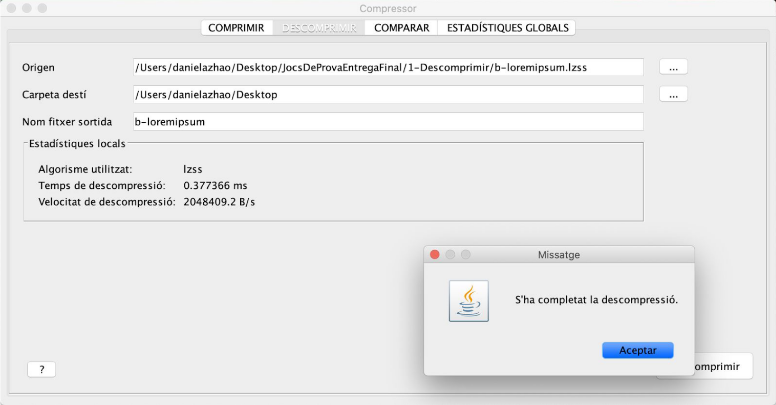 Compressor
COMPRIMIR DESCOMPRIMIR COMPARAR ESTADÍSTIQUES GLOBALS
Origen /Users/danielazhao/Desktop/JocsDeProvaEntregaFinal/1-Descomprimir/b-loremipsum.lzss ...
Carpeta destí /Users/danielazhao/Desktop ...
Nom fitxer sortida b-loremipsum
Estadístiques locals
Algorisme utilitzat: lzss
Temps de descompressió: 0.377366 ms
Velocitat de descompressió: 2048409.2 B/s
Missatge
S'ha completat la descompressió.
Aceptar
? omprimir